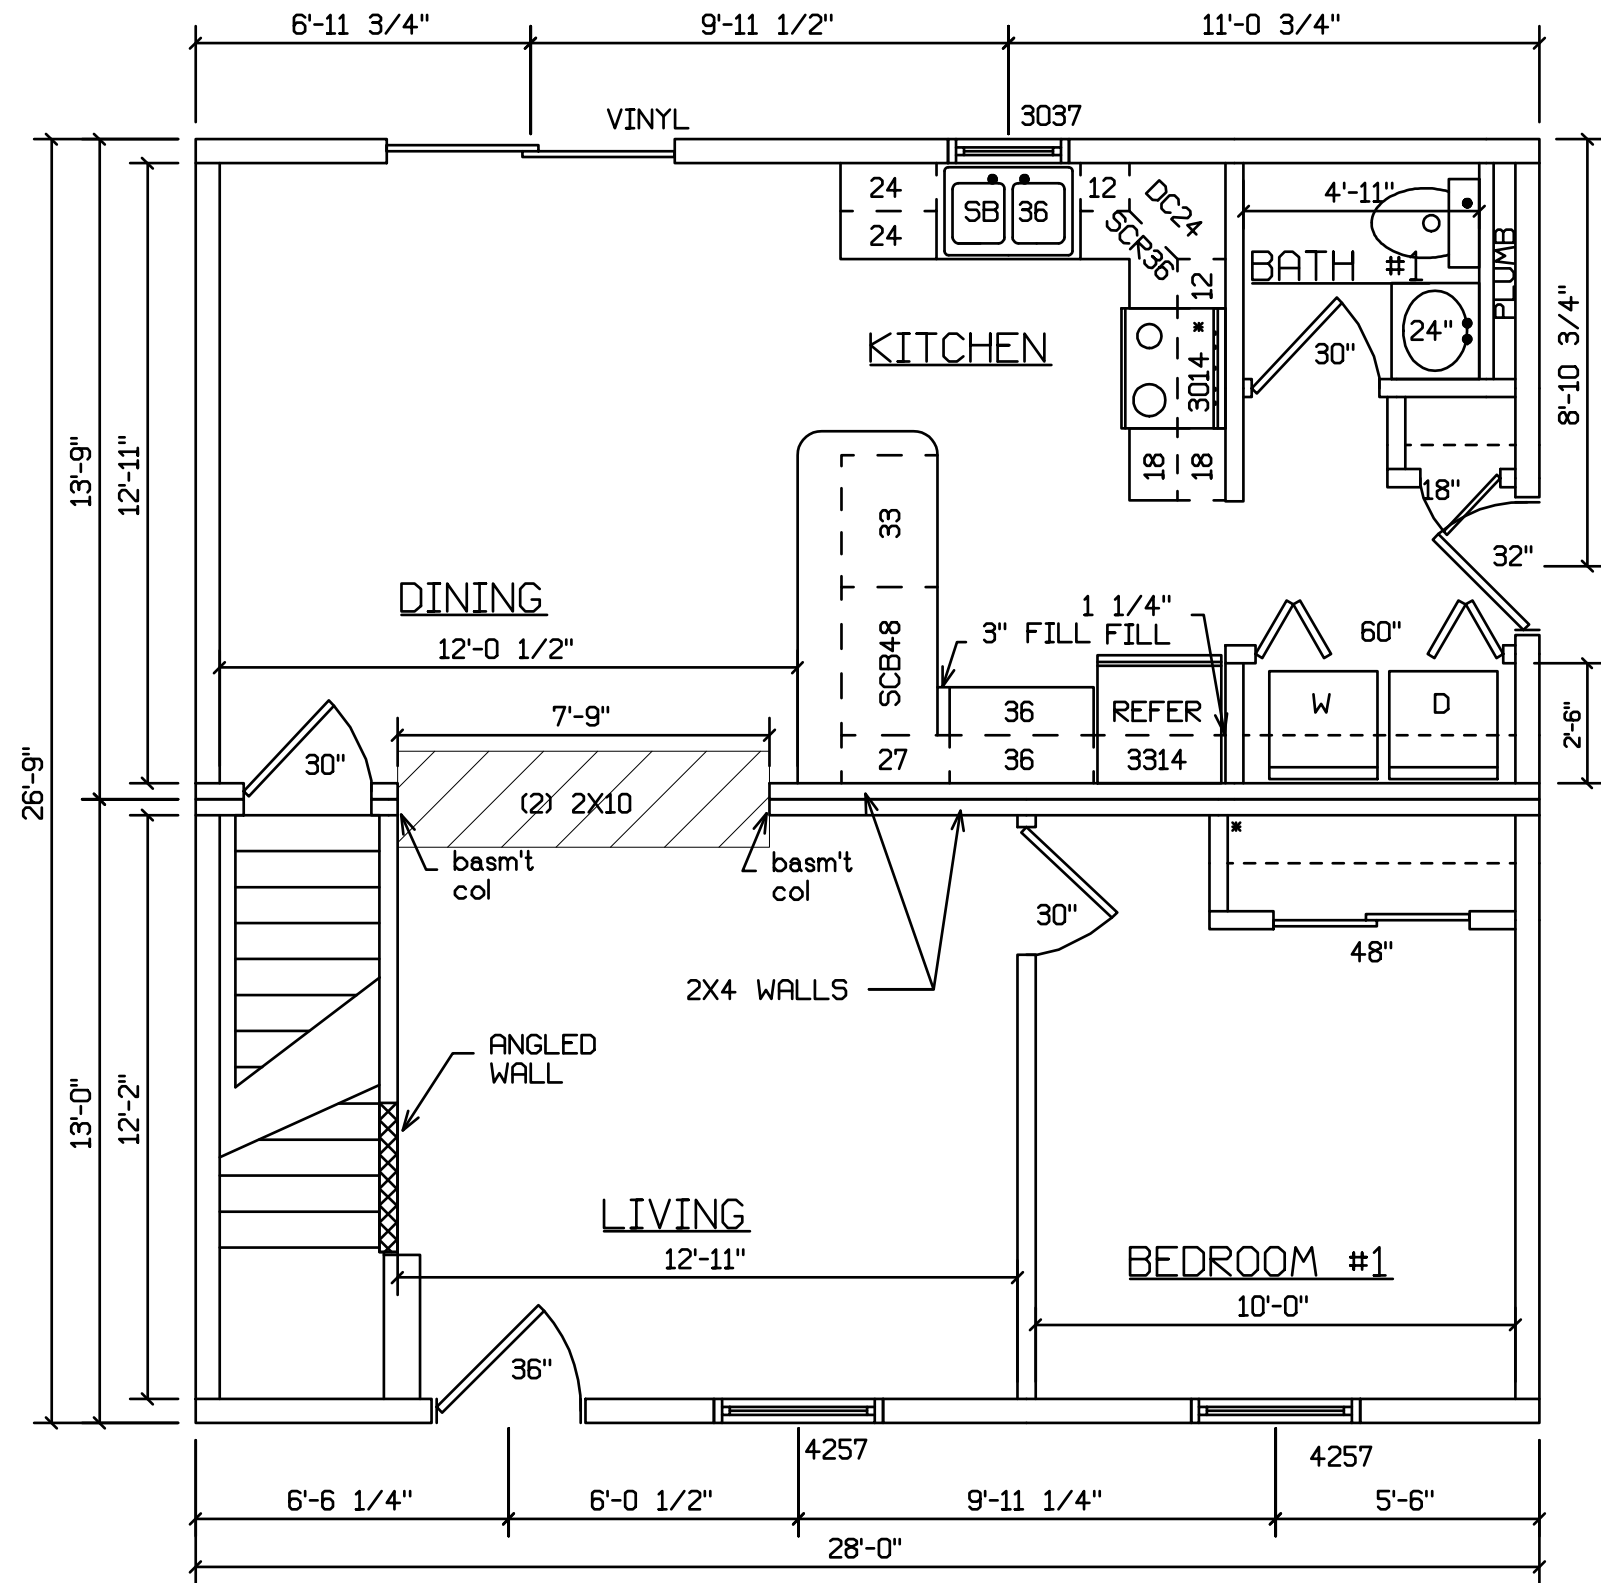 6'-11 3/4" 9'-11 1/2" 11'-0 3/4"
VINYL 3037
24 SB 36 12 DC24 4'-11"
24 SCR36
BATH #1 PLUMB
12
KITCHEN 24"
30"
* 3014
8'-10 3/4"
13'-9" 12'-11"
18 18 18"
33
32"
DINING
1 1/4"
3" FILL FILL 60"
12'-0 1/2" SCB48
36 REFER W D
7'-9" 2'-6"
30" 27 36 3314
26'-9"
(2) 2X10
*
basm't basm't
col col
30"
48"
2X4 WALLS
ANGLED
WALL
13'-0" 12'-2"
LIVING
12'-11" BEDROOM #1
10'-0"
36"
4257 4257
6'-6 1/4" 6'-0 1/2" 9'-11 1/4" 5'-6"
28'-0"